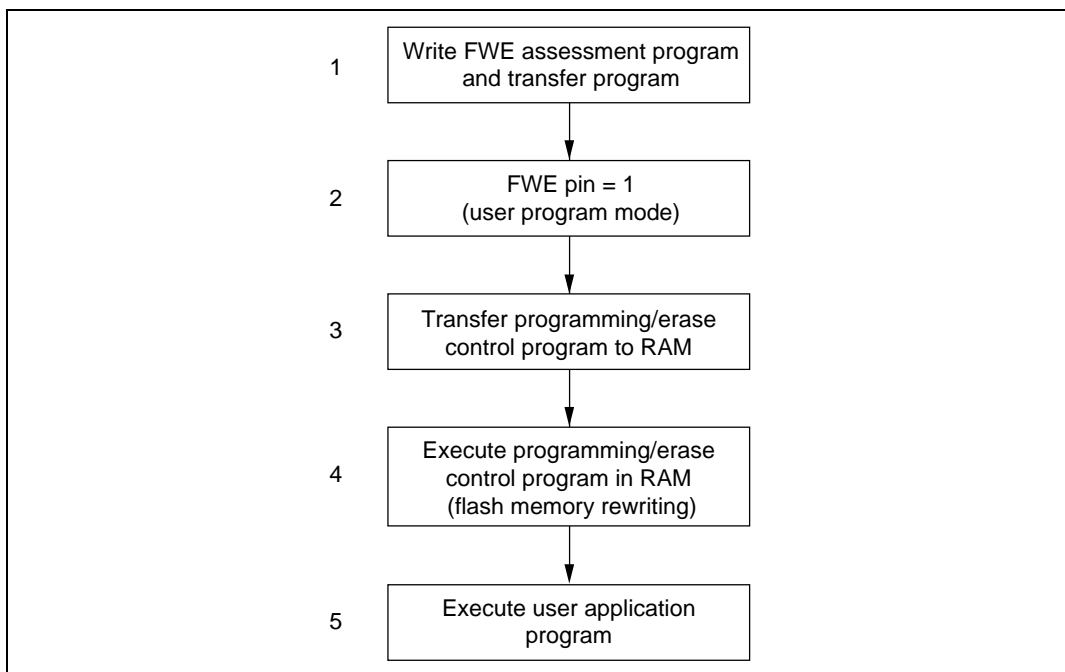 1
Write FWE assessment program
and transfer program
2
FWE pin = 1
(user program mode)
3
Transfer programming/erase
control program to RAM
4
Execute programming/erase
control program in RAM
(flash memory rewriting)
5
Execute user application
program